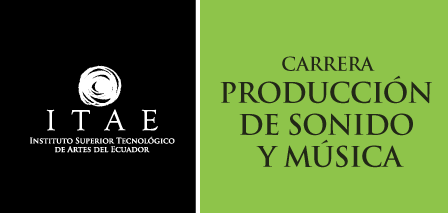 ITAE
INSTITUTO SUPERIOR TECNOLÓGICO
DE ARTES DEL ECUADOR
CARRERA
PRODUCCIÓN
DE SONIDO
Y MÚSICA